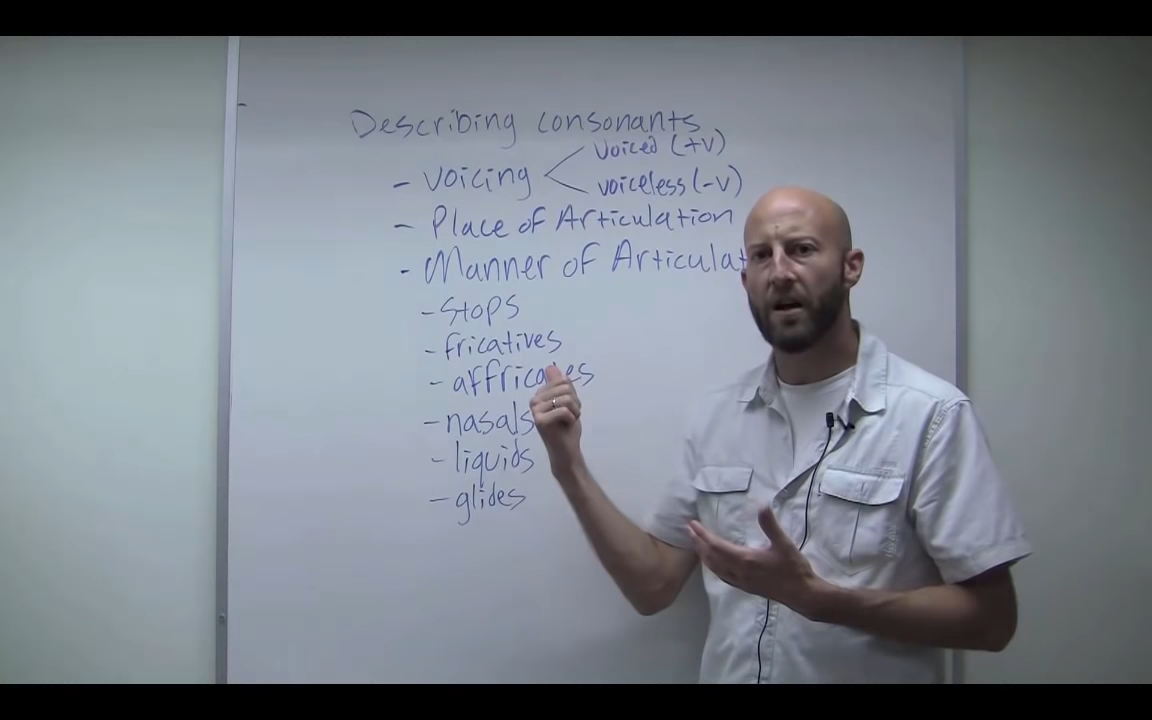 Describing consonants
- Voicing < Voiced (+V)
voiceless (-V)
- Place of Articulation
- Manner of Articulat
- Stops
- fricatives
- affricates
- nasals
- liquids
- glides